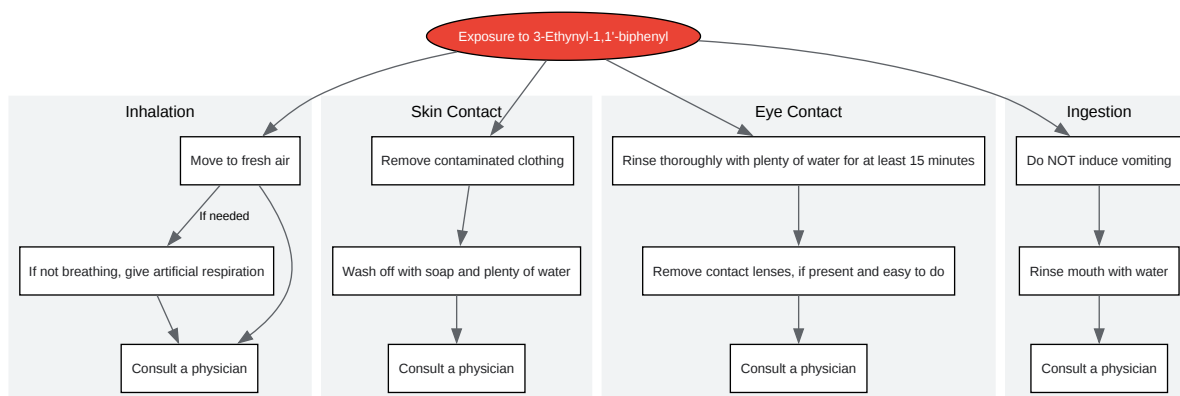 Exposure to 3-Ethynyl-1,1'-biphenyl
Inhalation
Skin Contact
Eye Contact
Ingestion
Move to fresh air
Remove contaminated clothing
Rinse thoroughly with plenty of water for at least 15 minutes
Do NOT induce vomiting
If needed
If not breathing, give artificial respiration
Wash off with soap and plenty of water
Remove contact lenses, if present and easy to do
Rinse mouth with water
Consult a physician
Consult a physician
Consult a physician
Consult a physician